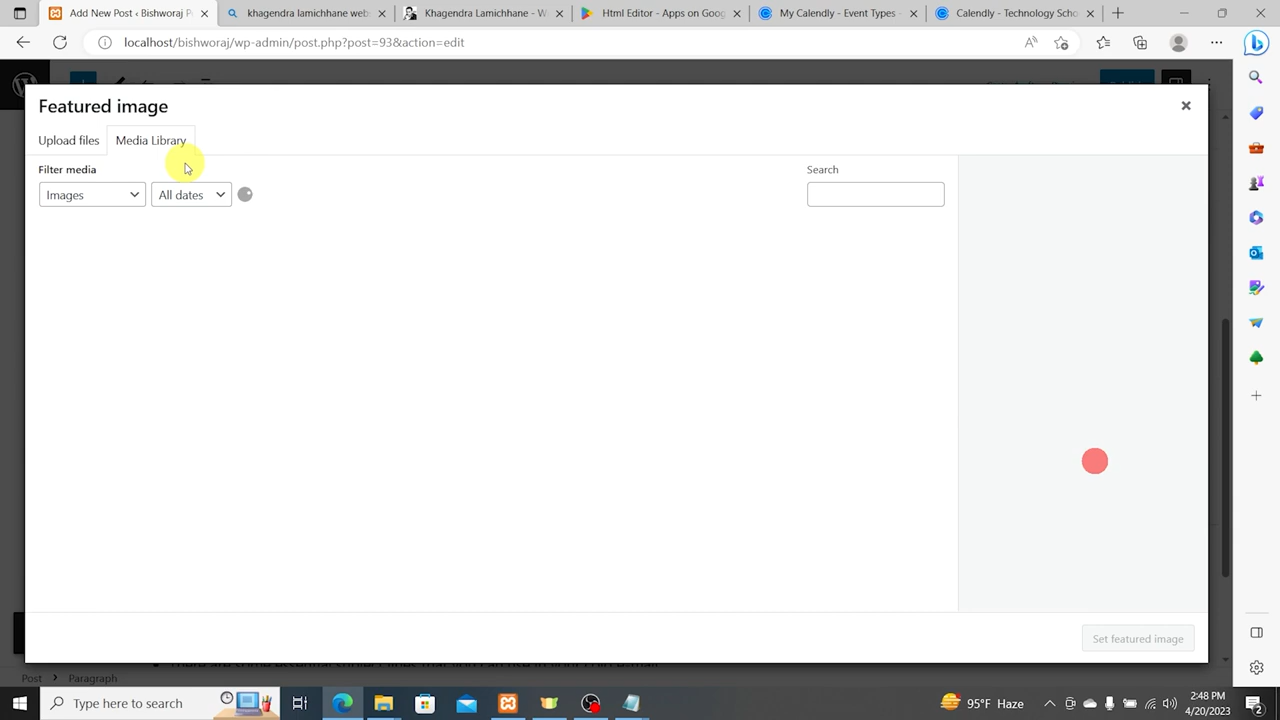 Add New Post ‹ Bishworaj P
khagendra lamichhane web
Khagendra Lamichhane - W
Html Editor - Apps on Goog
My Calendly - Event Types -
Calendly - Technology Scho
localhost/bishworaj/wp-admin/post.php?post=93&action=edit
Featured image
Upload files
Media Library
Filter media
Search
Images
All dates
Set featured image
Post
Paragraph
Type here to search
95°F Haze
2:48 PM
4/20/2023
2